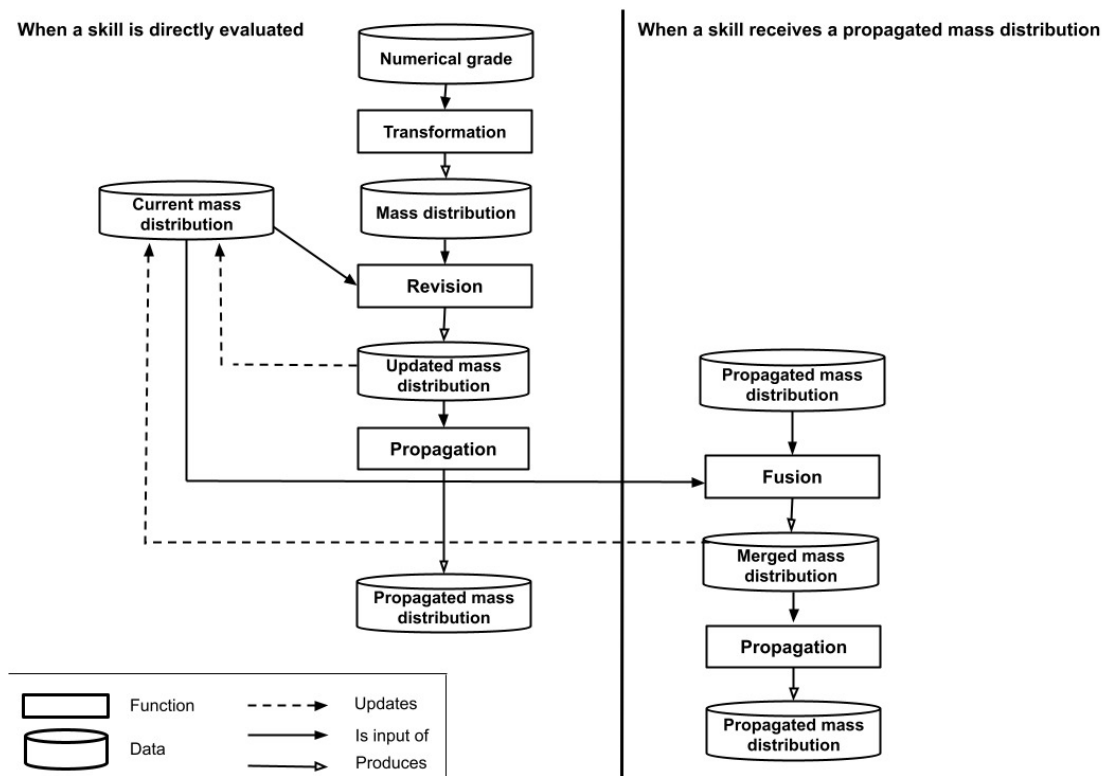 When a skill is directly evaluated
When a skill receives a propagated mass distribution
Numerical grade
Transformation
Current mass
distribution
Mass distribution
Revision
Updated mass
distribution
Propagation
Propagated mass
distribution
Propagated mass
distribution
Fusion
Merged mass
distribution
Propagation
Propagated mass
distribution
Function
Data
Updates
Is input of
Produces